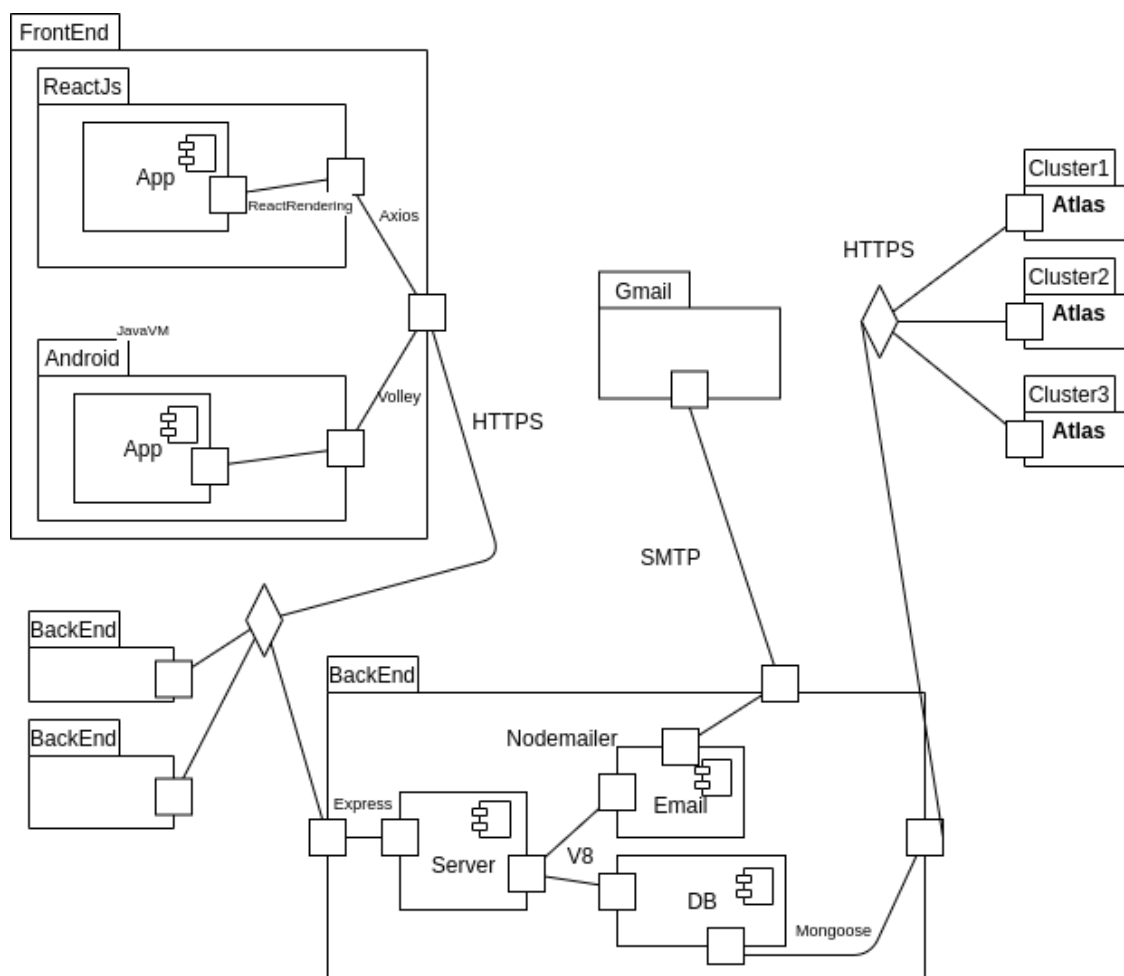 FrontEnd
ReactJs
App
ReactRendering
Axios
JavaVM
Android
App
Volley
HTTPS
Gmail
SMTP
HTTPS
Cluster1
Atlas
Cluster2
Atlas
Cluster3
Atlas
BackEnd
BackEnd
BackEnd
Nodemailer
Email
Express
Server
V8
DB
Mongoose